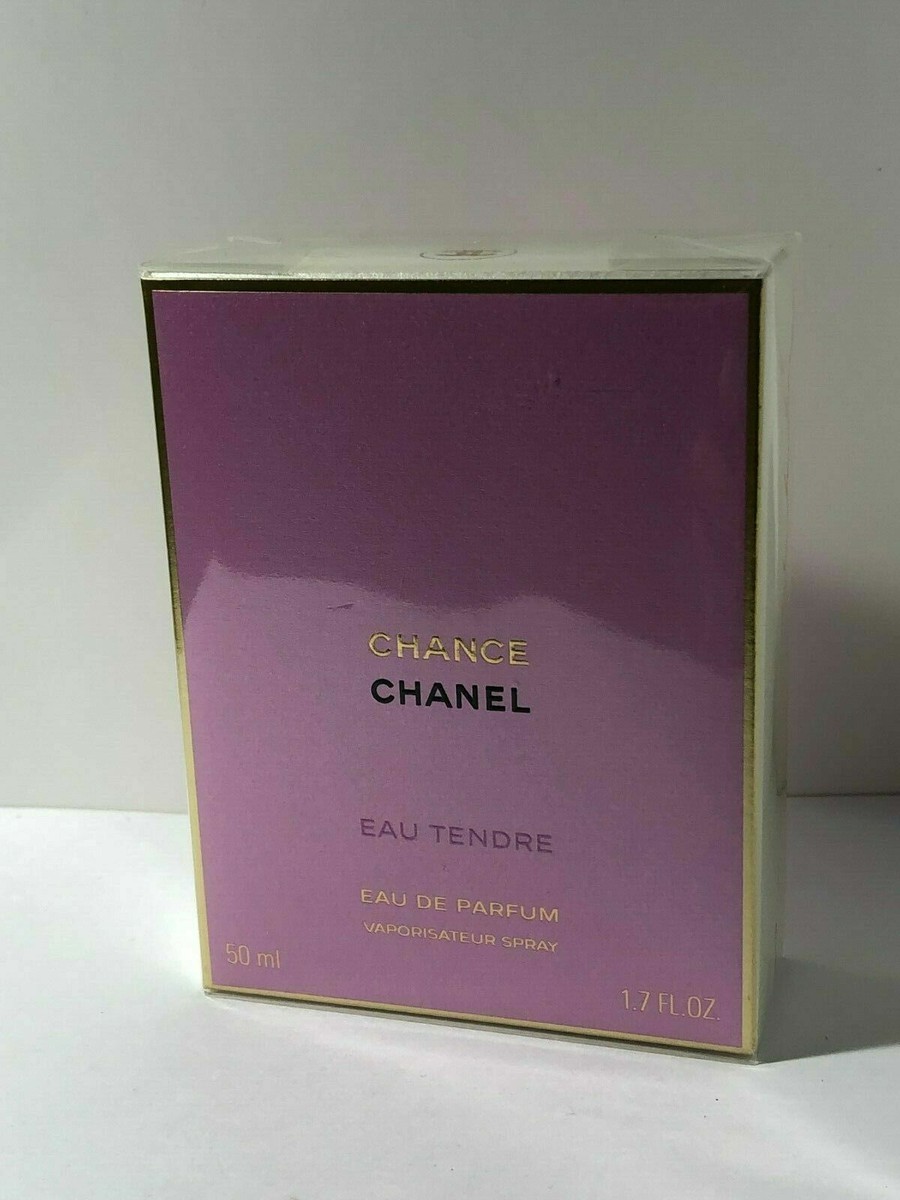 CHANCE
CHANEL
EAU TENDRE
EAU DE PARFUM
VAPORISATEUR SPRAY
50 ml
1.7 FL.OZ.